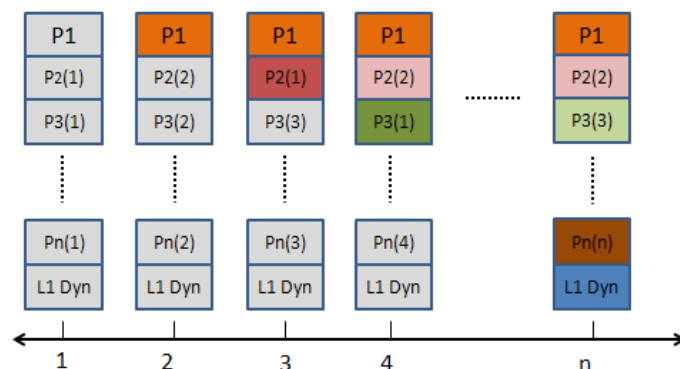 P1 P1 P1 P1 P1
P2(1) P2(2) P2(1) P2(2) P2(2)
P3(1) P3(2) P3(3) P3(1) P3(3)
Pn(1) Pn(2) Pn(3) Pn(4) Pn(n)
L1 Dyn L1 Dyn L1 Dyn L1 Dyn L1 Dyn
1 2 3 4 n